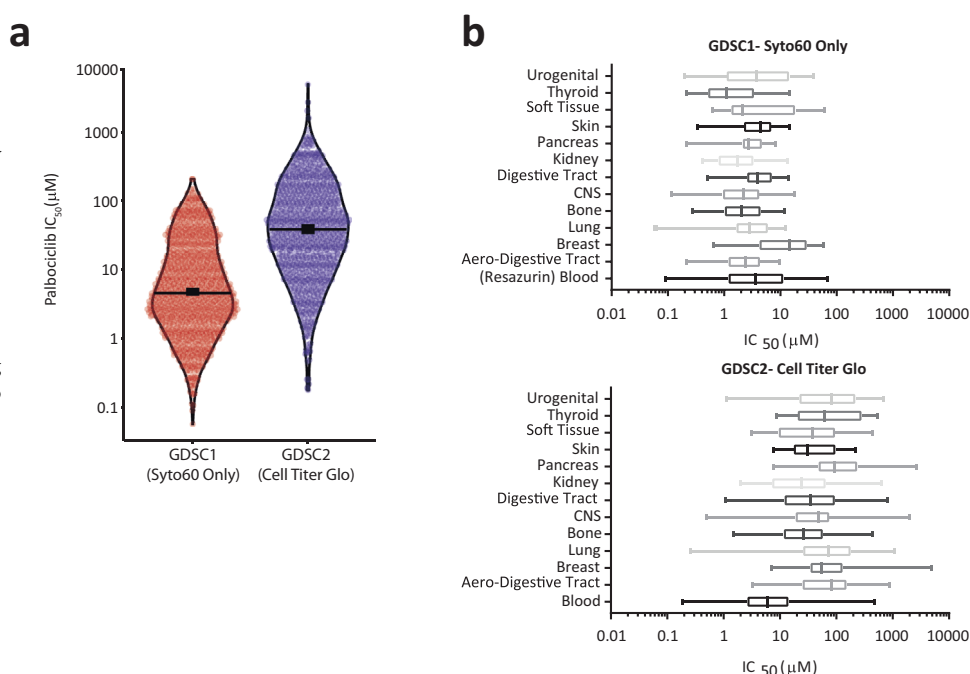 a
10000
1000
100
10
1
0.1
Palbociclib IC50 (μM)
GDSC1
(Syto60 Only)
GDSC2
(Cell Titer Glo)
b
GDSC1- Syto60 Only
Urogenital
Thyroid
Soft Tissue
Skin
Pancreas
Kidney
Digestive Tract
CNS
Bone
Lung
Breast
Aero-Digestive Tract
(Resazurin) Blood
0.01 0.1 1 10 100 1000 10000
IC 50 (μM)
GDSC2- Cell Titer Glo
Urogenital
Thyroid
Soft Tissue
Skin
Pancreas
Kidney
Digestive Tract
CNS
Bone
Lung
Breast
Aero-Digestive Tract
Blood
0.01 0.1 1 10 100 1000 10000
IC 50 (μM)